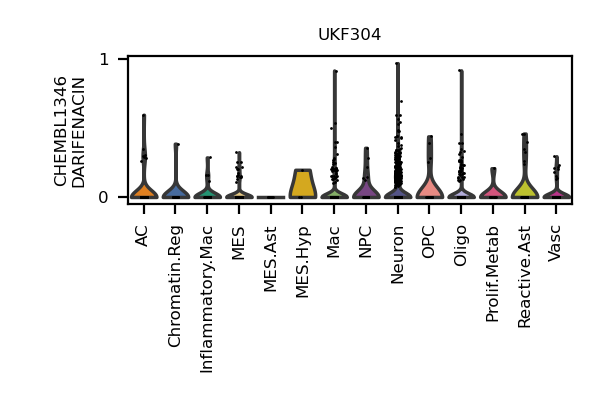 UKF304
CHEMBL1346
DARIFENACIN
1
0
AC
Chromatin.Reg
Inflammatory.Mac
MES
MES.Ast
MES.Hyp
Mac
NPC
Neuron
OPC
Oligo
Prolif.Metab
Reactive.Ast
Vasc